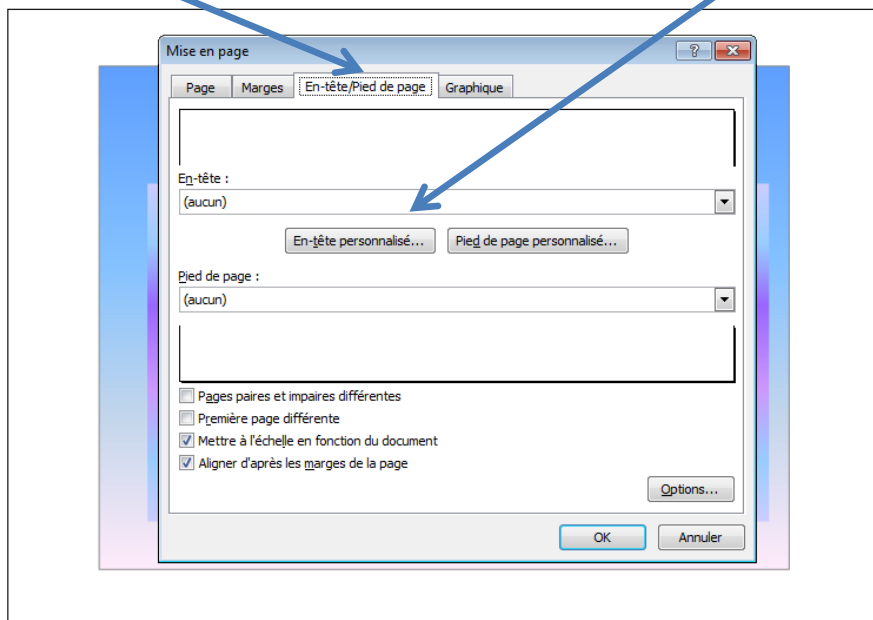 Mise en page
Page Marges En-tête/Pied de page Graphique
En-tête :
(aucun)
En-tête personnalisé... Pied de page personnalisé...
Pied de page :
(aucun)
Pages paires et impaires différentes
Première page différente
Mettre à l'échelle en fonction du document
Aligner d'après les marges de la page
Options...
OK Annuler